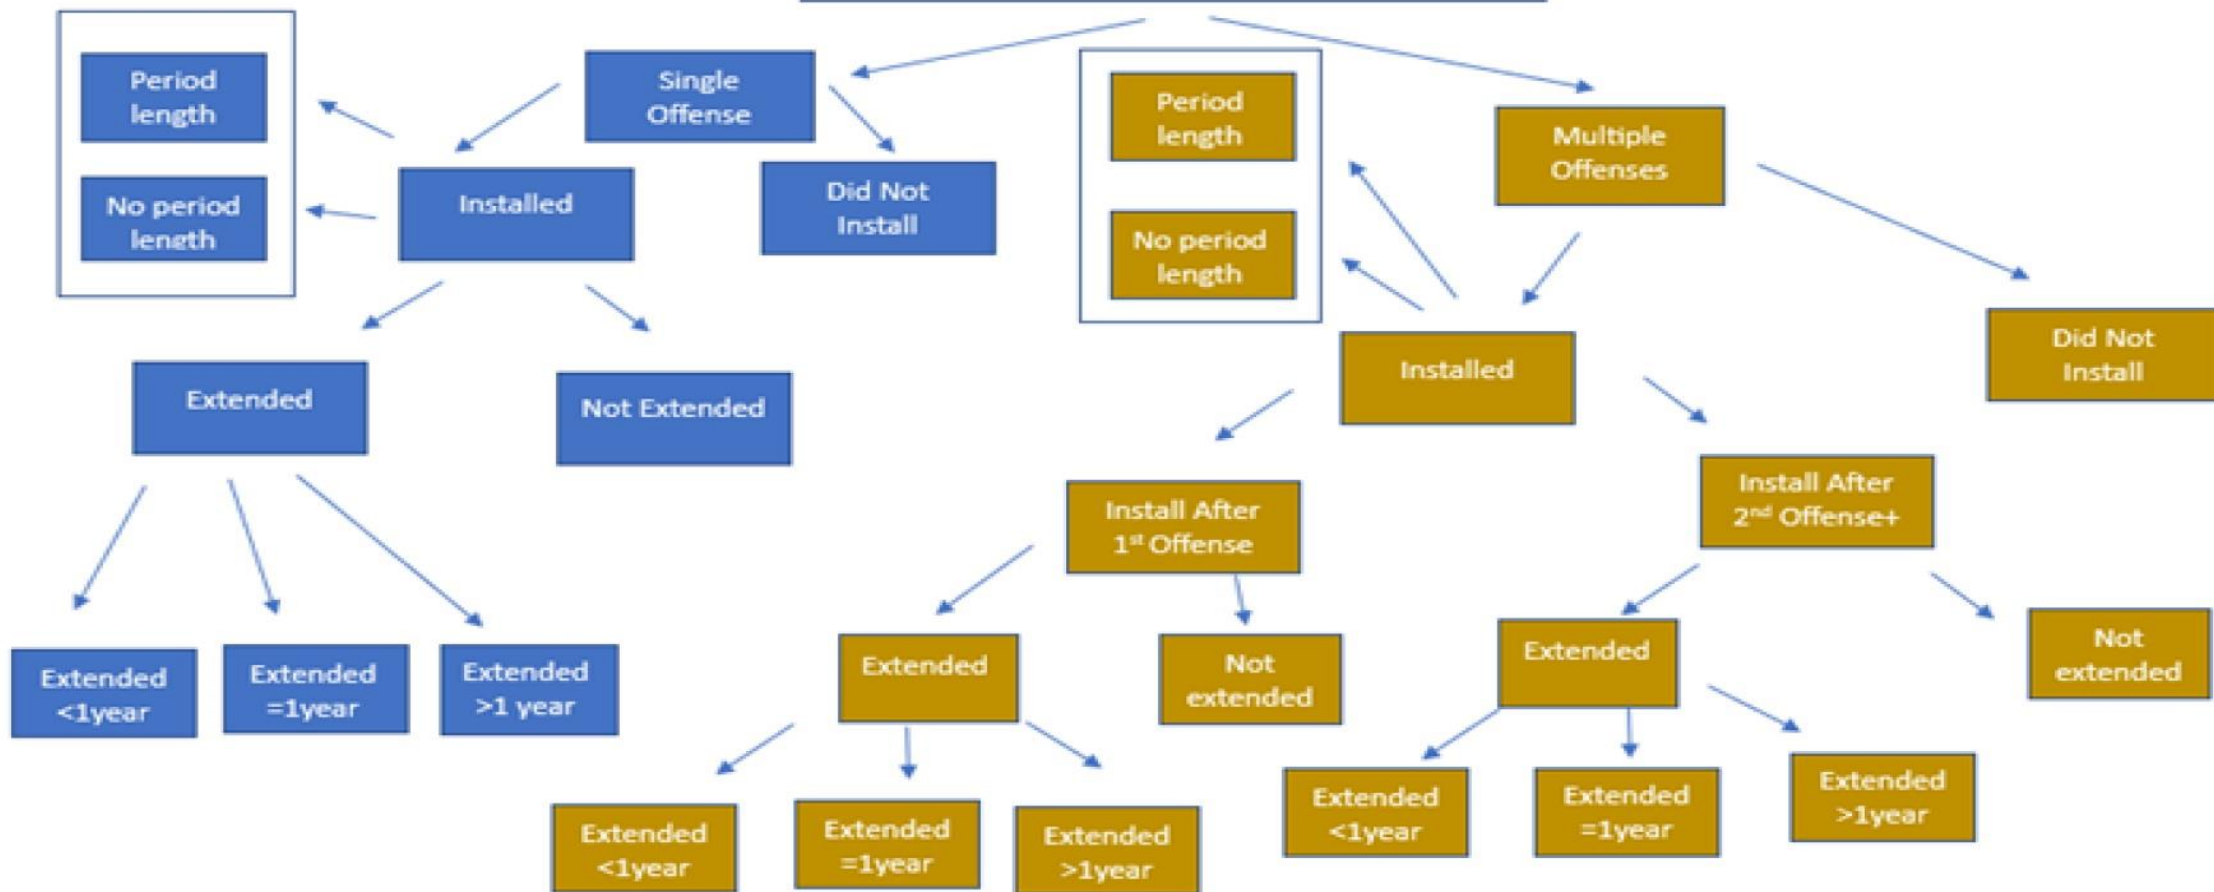 Period
length
No period
length
Single
Offense
Installed
Did Not
Install
Extended
Not Extended
Extended
<1year
Extended
=1year
Extended
>1 year
Period
length
No period
length
Multiple
Offenses
Installed
Did Not
Install
Install After
1st Offense
Install After
2nd Offense+
Extended
Not
extended
Extended
<1year
Extended
=1year
Extended
>1year
Extended
Not
extended
Extended
<1year
Extended
=1year
Extended
>1year